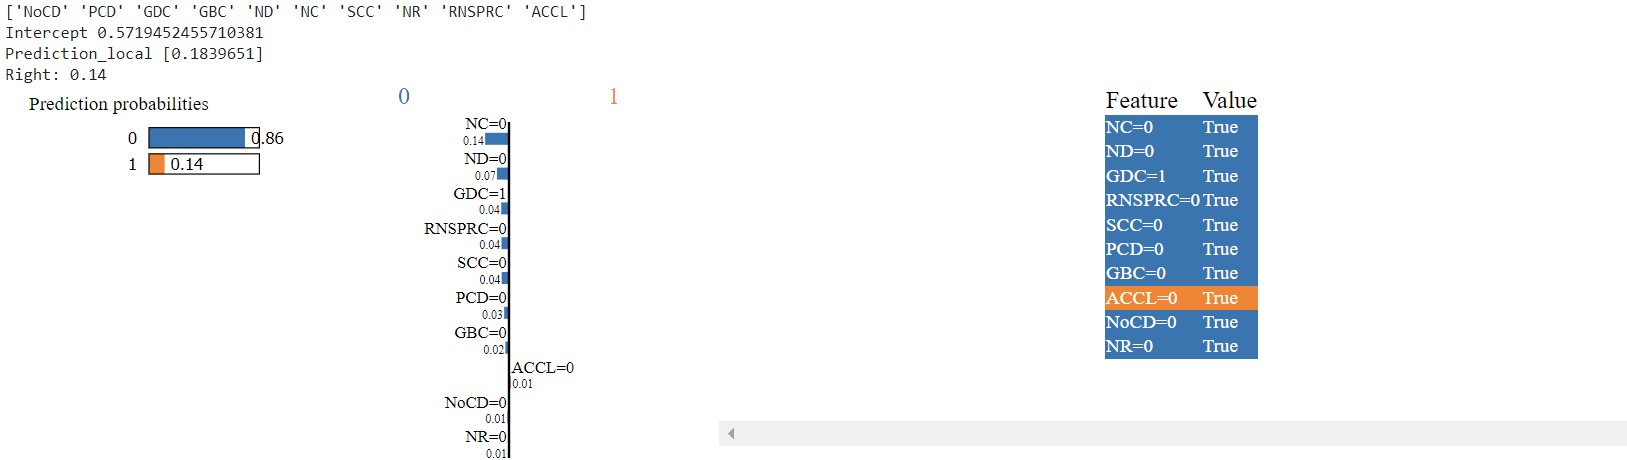 ['NoCD' 'PCD' 'GDC' 'GBC' 'ND' 'NC' 'SCC' 'NR' 'RNSPRC' 'ACCL']
Intercept 0.5719452455710381
Prediction_local [0.1839651]
Right: 0.14
Prediction probabilities
0 0.86
1 0.14
0 1
NC=0
0.14
ND=0
0.07
GDC=1
0.04
RNSPRC=0
0.04
SCC=0
0.04
PCD=0
0.03
GBC=0
0.02
ACCL=0
0.01
NoCD=0
0.01
NR=0
0.01
Feature Value
NC=0 True
ND=0 True
GDC=1 True
RNSPRC=0 True
SCC=0 True
PCD=0 True
GBC=0 True
ACCL=0 True
NoCD=0 True
NR=0 True